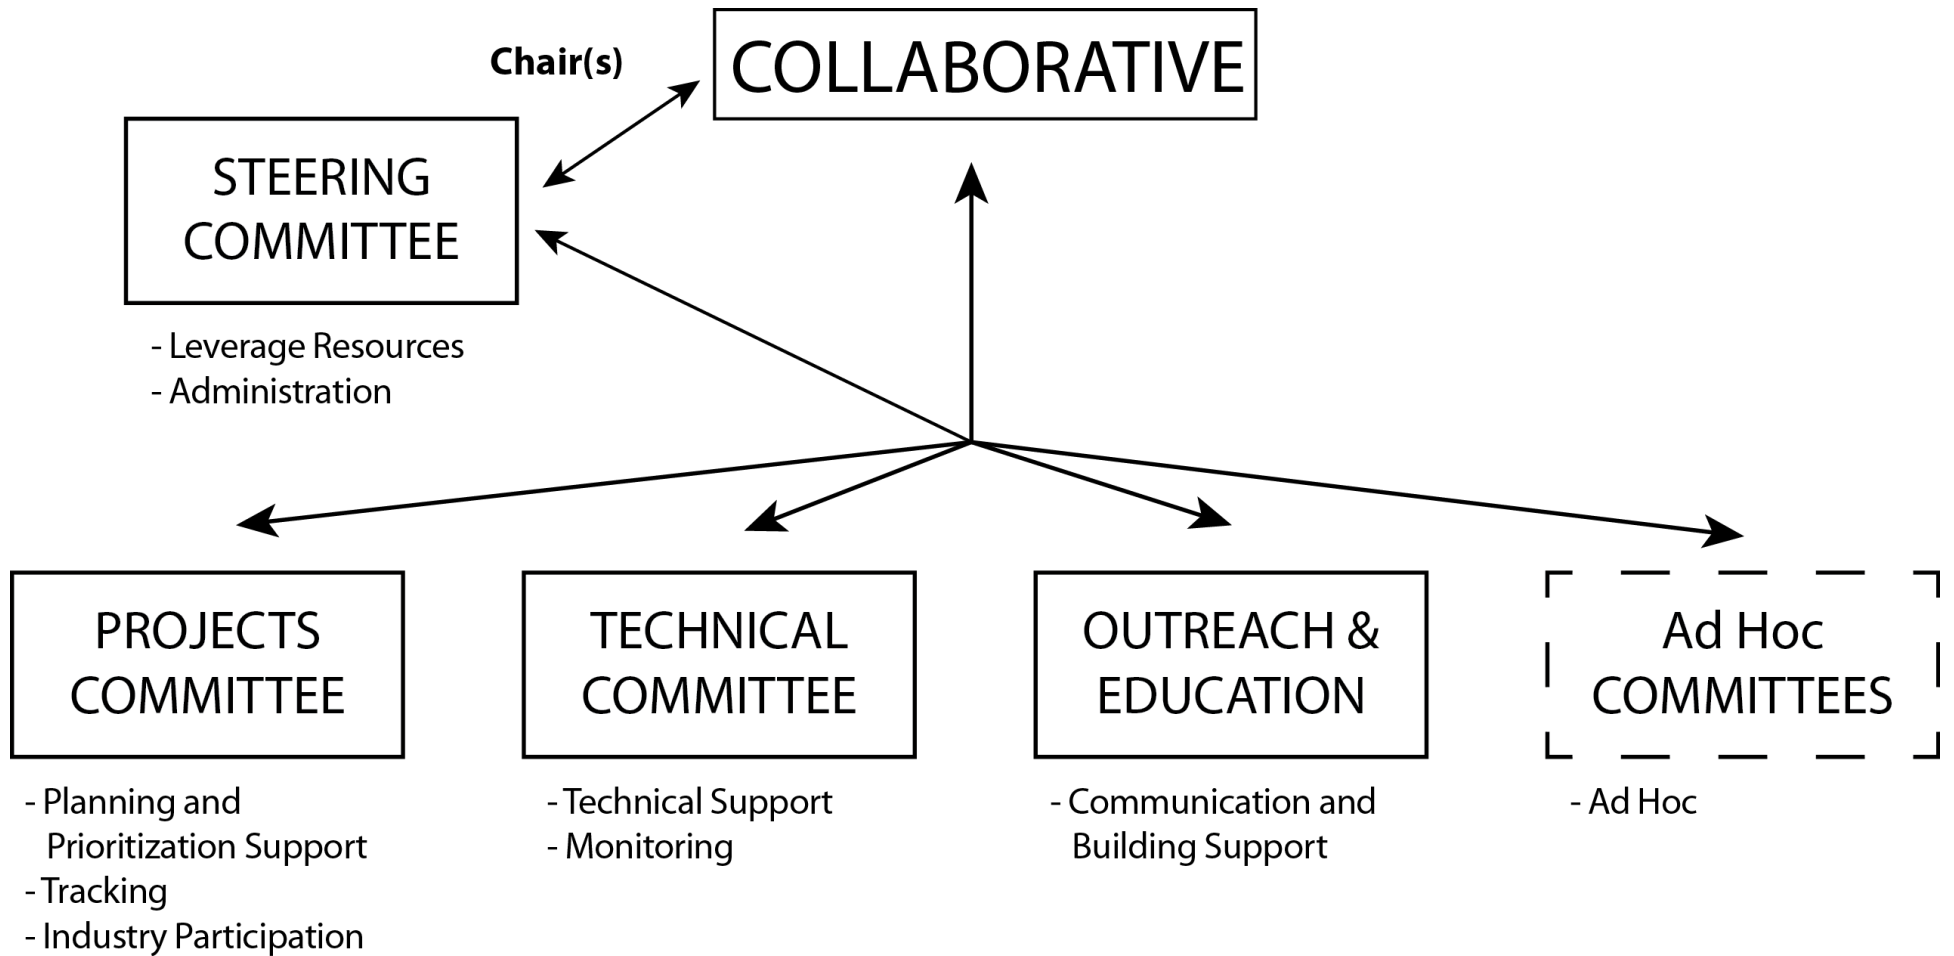 Chair(s)
COLLABORATIVE
STEERING
COMMITTEE
- Leverage Resources
- Administration
PROJECTS
COMMITTEE
- Planning and
Prioritization Support
- Tracking
- Industry Participation
TECHNICAL
COMMITTEE
- Technical Support
- Monitoring
OUTREACH &
EDUCATION
- Communication and
Building Support
Ad Hoc
COMMITTEES
- Ad Hoc